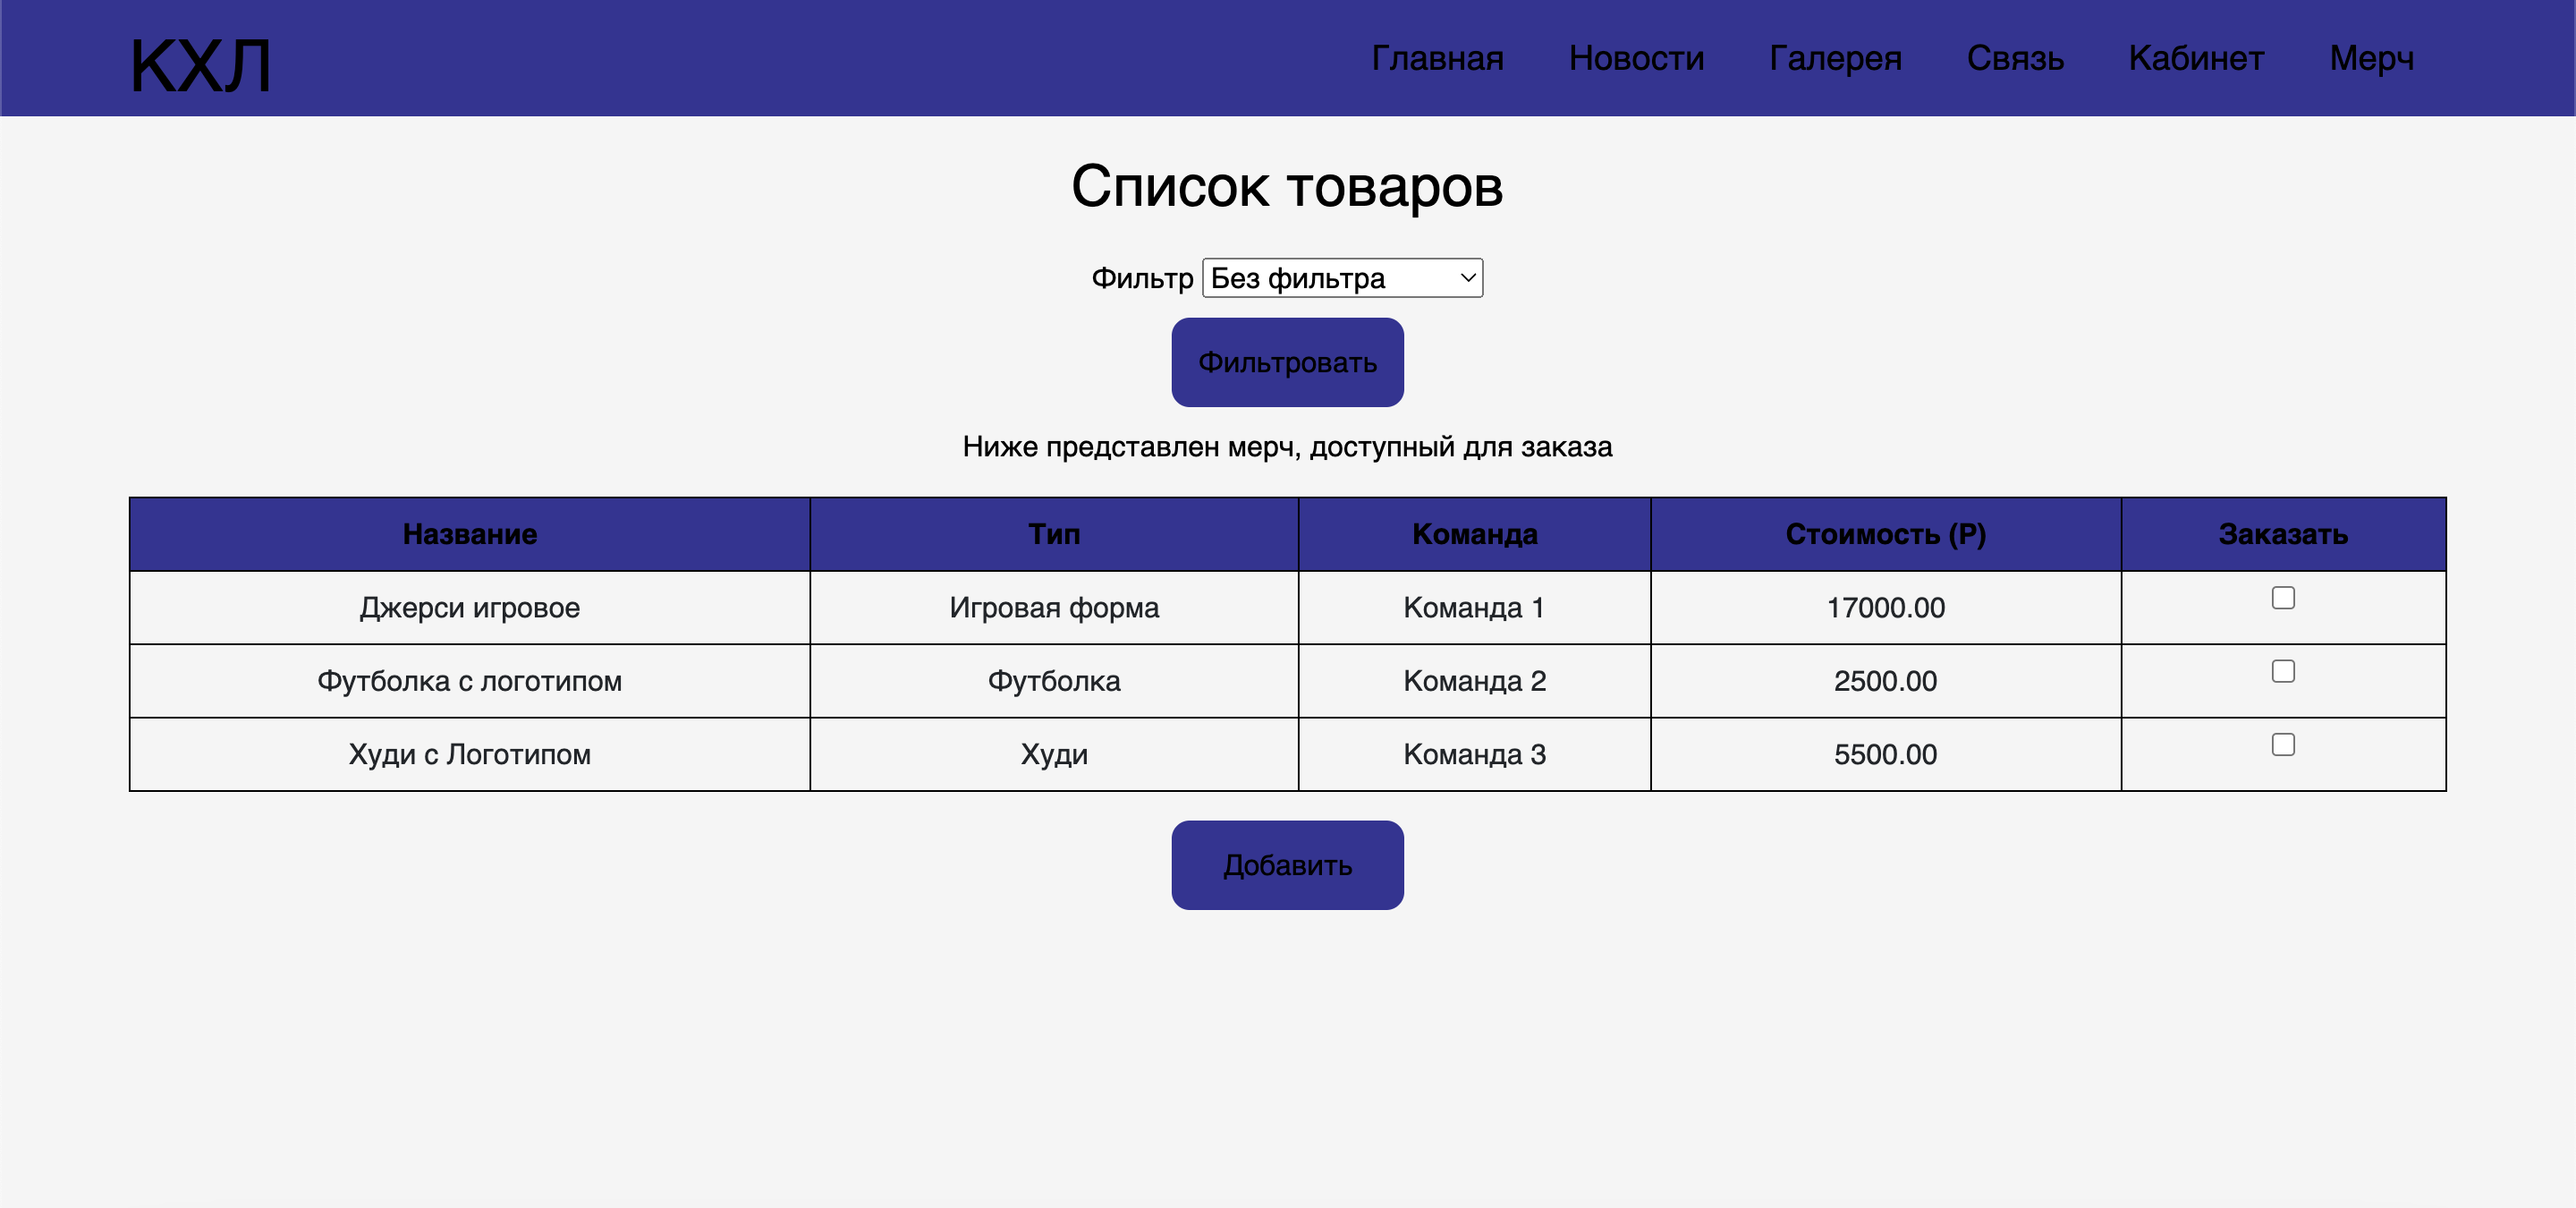 КХЛ Главная Новости Галерея Связь Кабинет Мерч
Список товаров
Фильтр Без фильтра
Фильтровать
Ниже представлен мерч, доступный для заказа
Название Тип Команда Стоимость (Р) Заказать
Джерси игровое Игровая форма Команда 1 17000.00
Футболка с логотипом Футболка Команда 2 2500.00
Худи с Логотипом Худи Команда 3 5500.00
Добавить